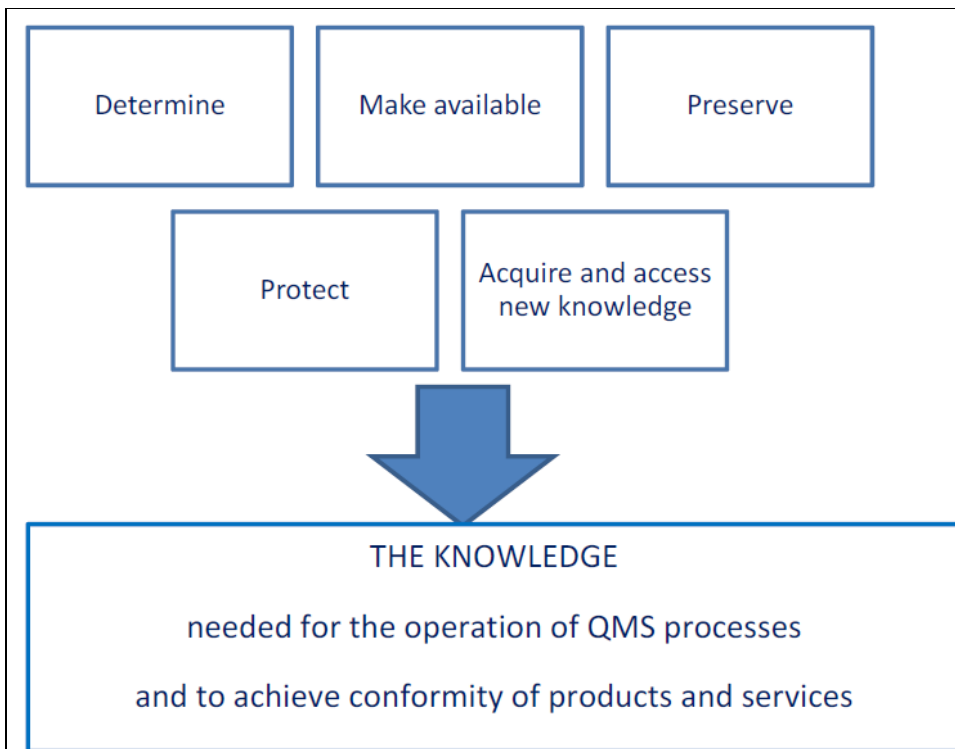 Determine
Make available
Preserve
Protect
Acquire and access
new knowledge
THE KNOWLEDGE
needed for the operation of QMS processes
and to achieve conformity of products and services